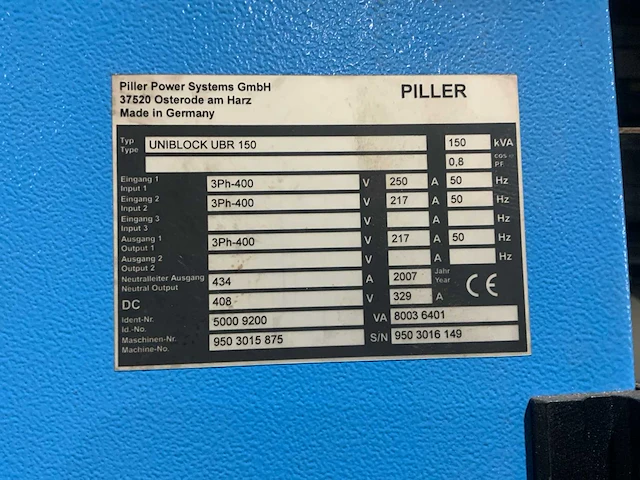 Piller Power Systems GmbH
37520 Osterode am Harz
Made in Germany
PILLER
Typ
Type
UNIBLOCK UBR 150
150 kVA
0,8 cos φ
PF
Eingang 1
Input 1
3Ph-400 V 250 A 50 Hz
Eingang 2
Input 2
3Ph-400 V 217 A 50 Hz
Eingang 3
Input 3
V A Hz
Ausgang 1
Output 1
3Ph-400 V 217 A 50 Hz
Ausgang 2
Output 2
V A Hz
Neutralleiter Ausgang
Neutral Output
434 A 2007 Jahr
Year
CE
DC 408 V 329 A
Ident-Nr.
Id.-No.
5000 9200 VA 8003 6401
Maschinen-Nr.
Machine-No.
950 3015 875 S/N 950 3016 149